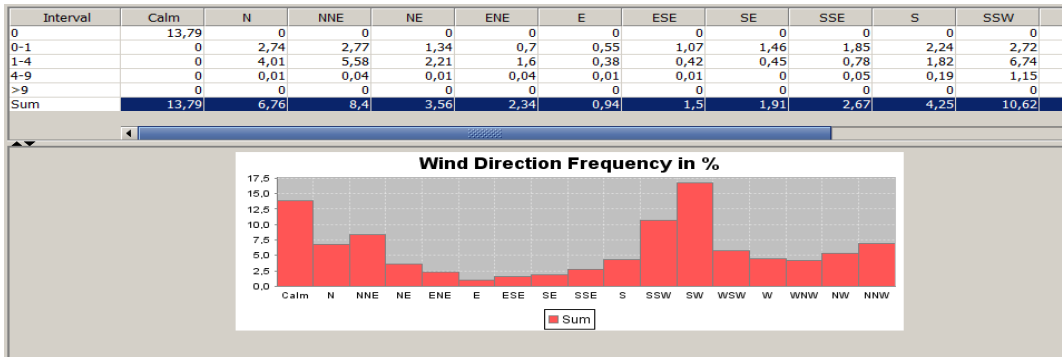 Interval Calm N NNE NE ENE E ESE SE SSE S SSW
0 13,79 0 0 0 0 0 0 0 0 0 0
0-1 0 2,74 2,77 1,34 0,7 0,55 1,07 1,46 1,85 2,24 2,72
1-4 0 4,01 5,58 2,21 1,6 0,38 0,42 0,45 0,78 1,82 6,74
4-9 0 0,01 0,04 0,01 0,04 0,01 0,01 0 0,05 0,19 1,15
>9 0 0 0 0 0 0 0 0 0 0 0
Sum 13,79 6,76 8,4 3,56 2,34 0,94 1,5 1,91 2,67 4,25 10,62
Wind Direction Frequency in %
17,5
15,0
12,5
10,0
7,5
5,0
2,5
0,0
Calm N NNE NE ENE E ESE SE SSE S SSW SW WSW W WNW NW NNW
Sum